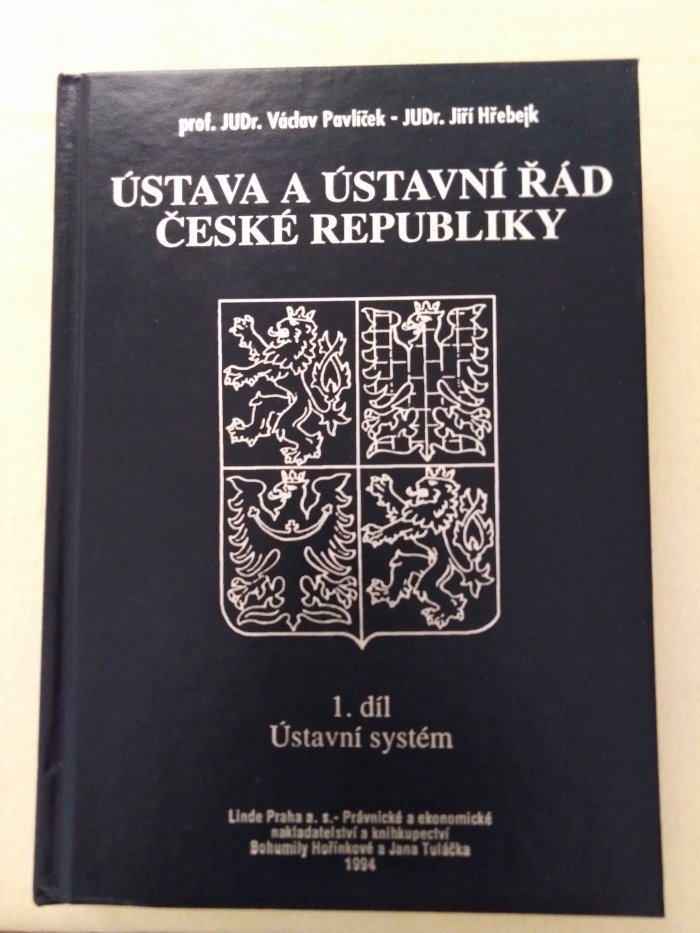 prof. JUDr. Václav Pavlíček - JUDr. Jiří Hřebejk
ÚSTAVA A ÚSTAVNÍ ŘÁD
ČESKÉ REPUBLIKY
1. díl
Ústavní systém
Linde Praha a. s.- Právnické a ekonomické
nakladatelství a knihkupectví
Bohumily Hořínkové a Jana Tuláčka
1994